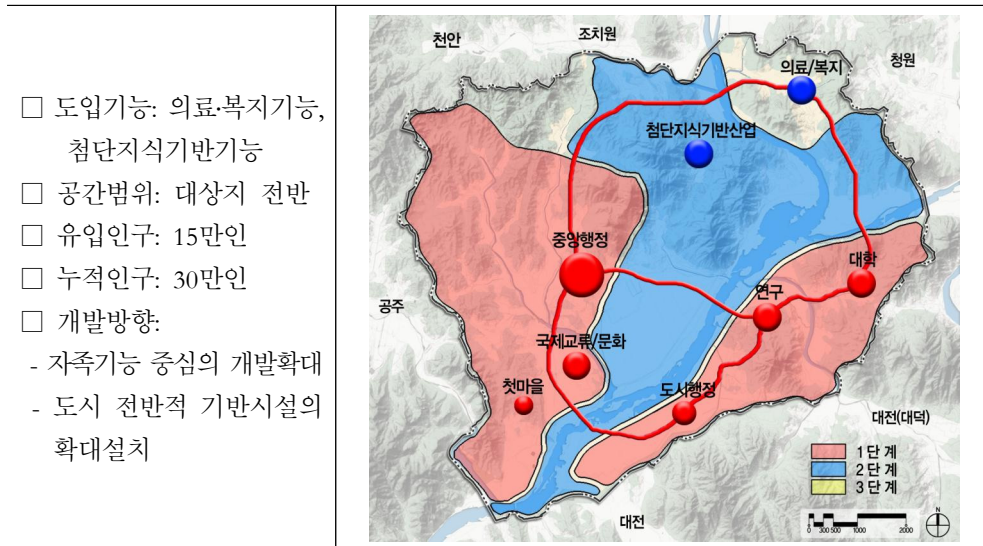 □ 도입기능: 의료·복지기능,
첨단지식기반기능
□ 공간범위: 대상지 전반
□ 유입인구: 15만인
□ 누적인구: 30만인
□ 개발방향:
- 자족기능 중심의 개발확대
- 도시 전반적 기반시설의
확대설치
천안
조치원
청원
의료/복지
첨단지식기반산업
중앙행정
대학
연구
공주
국제교류/문화
첫마을
도시행정
대전(대덕)
1단계
2단계
3단계
대전
N
0 300 500 1000 2000